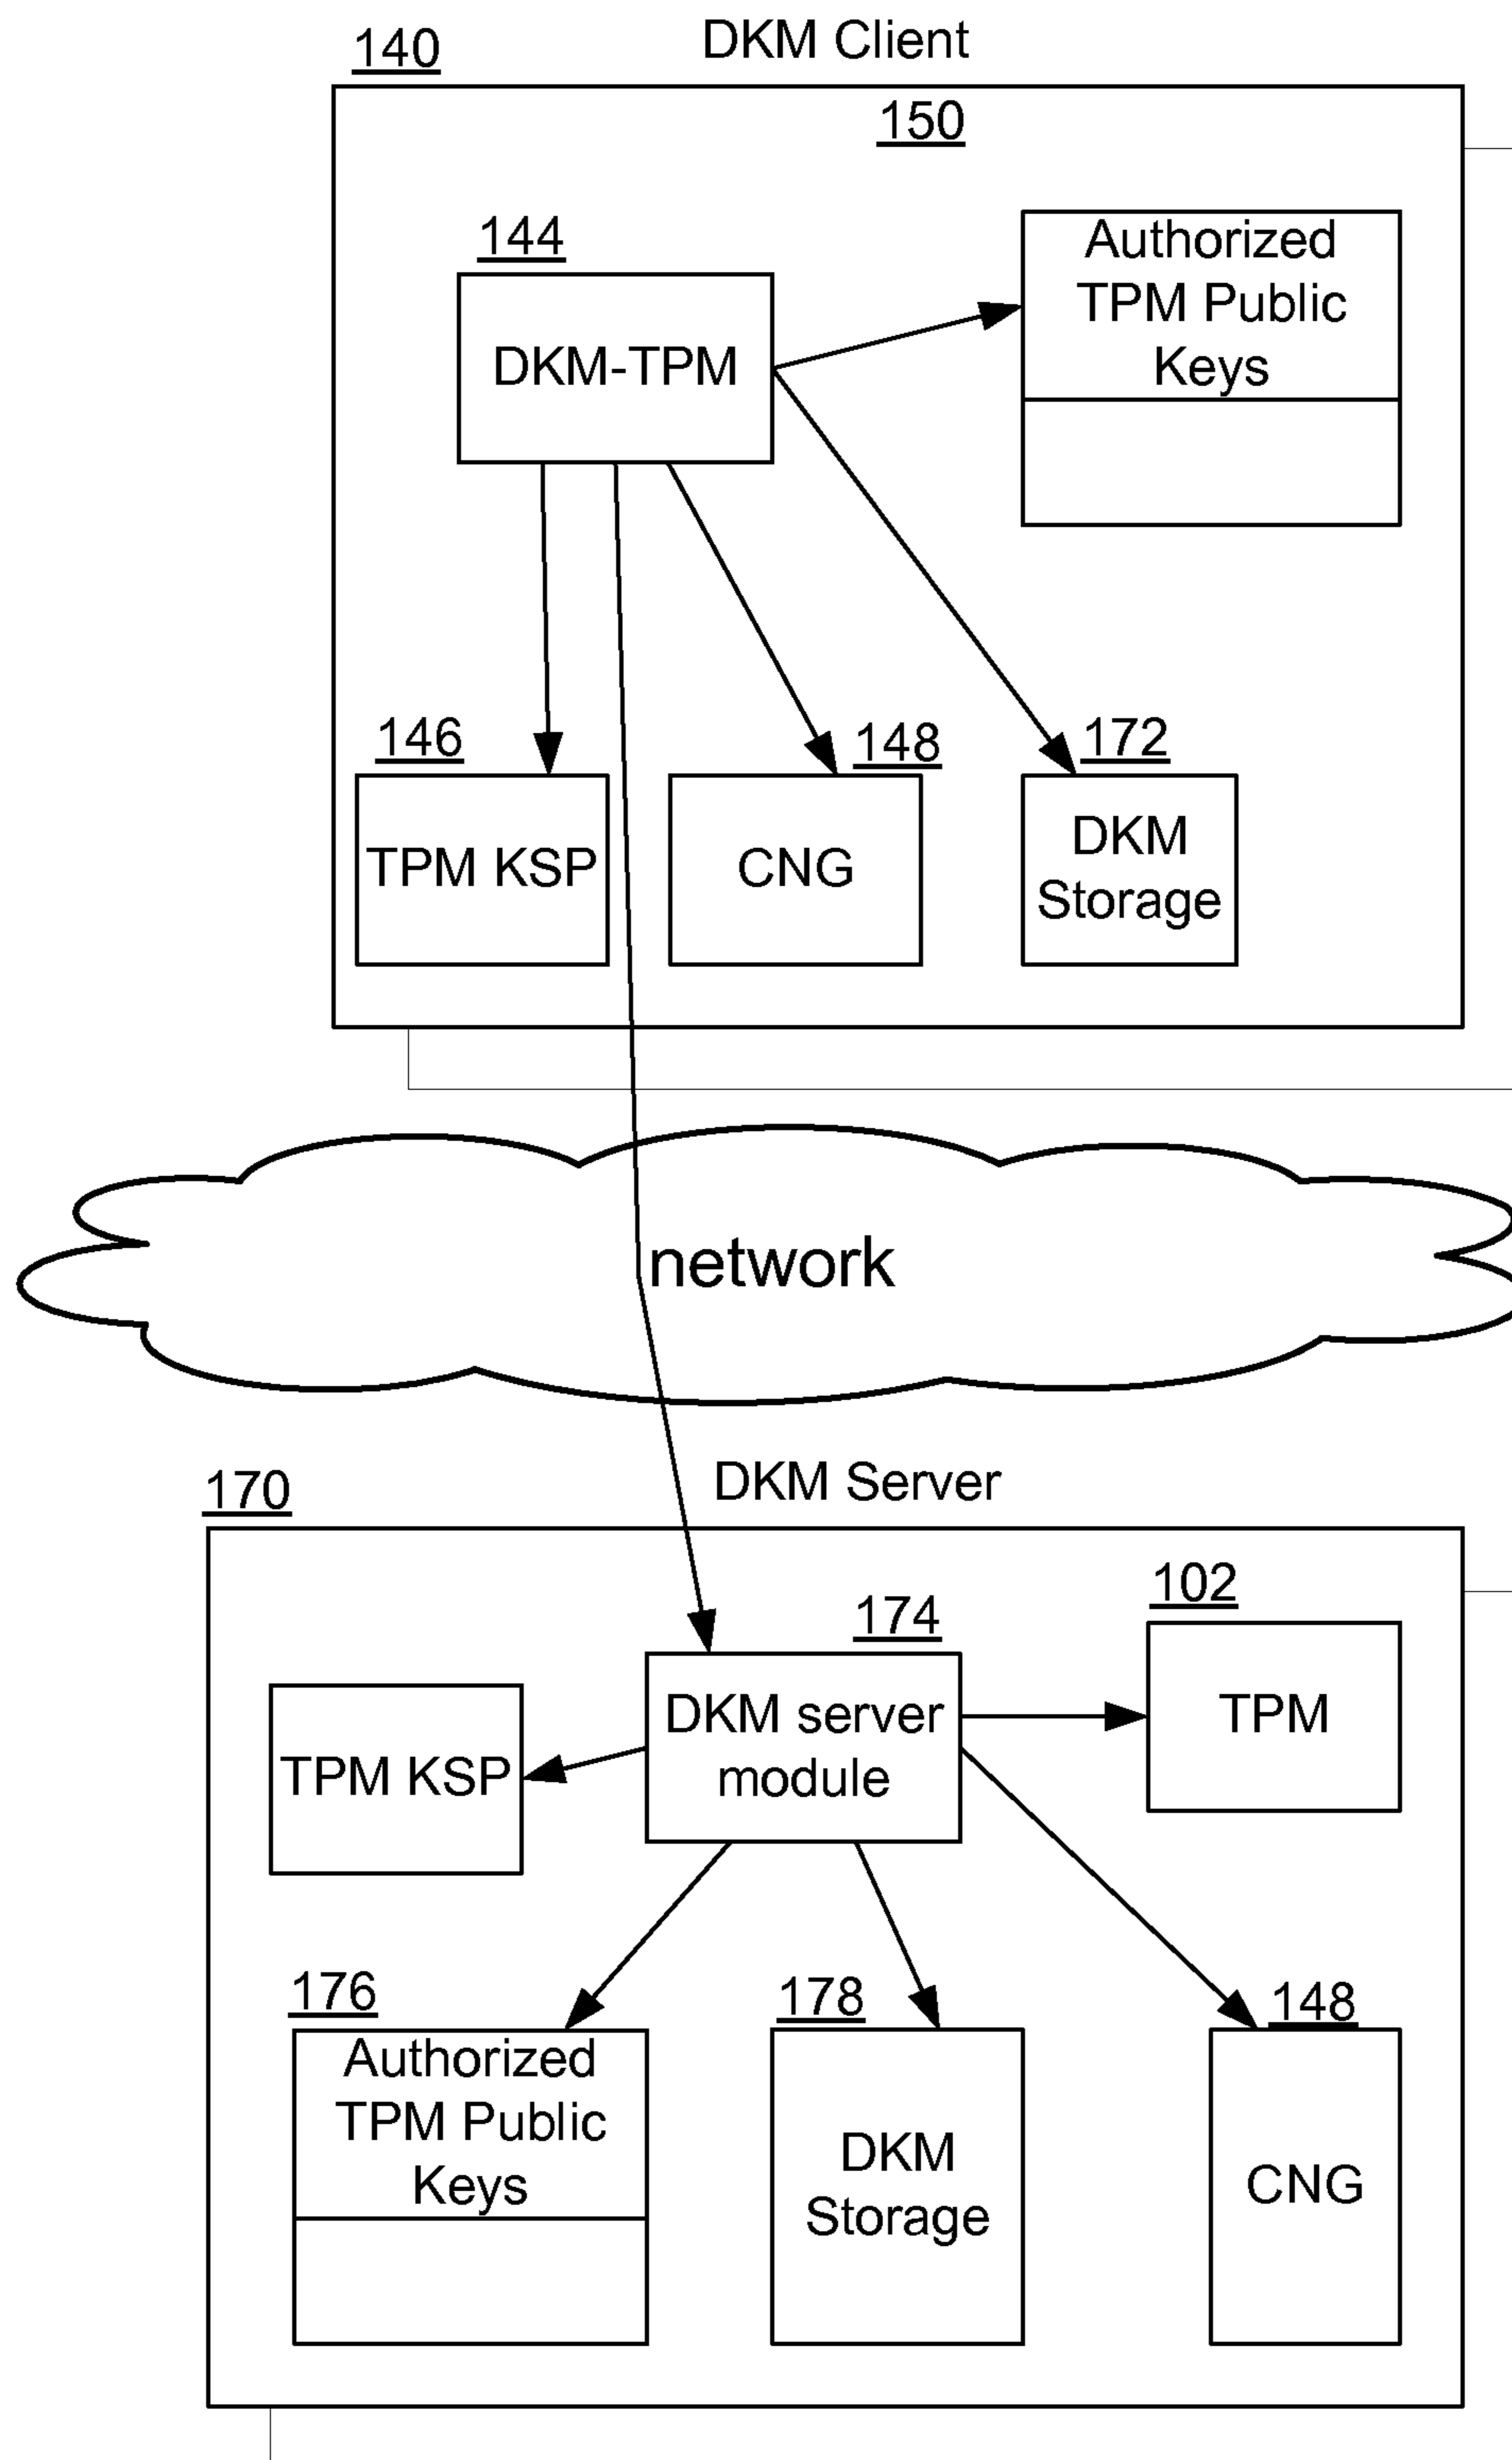 140
DKM Client
150
144
Authorized
TPM Public
Keys
DKM-TPM
146
148
172
TPM KSP
CNG
DKM
Storage
network
170
DKM Server
102
174
TPM
DKM server
module
TPM KSP
176
178
148
Authorized
TPM Public
Keys
DKM
Storage
CNG